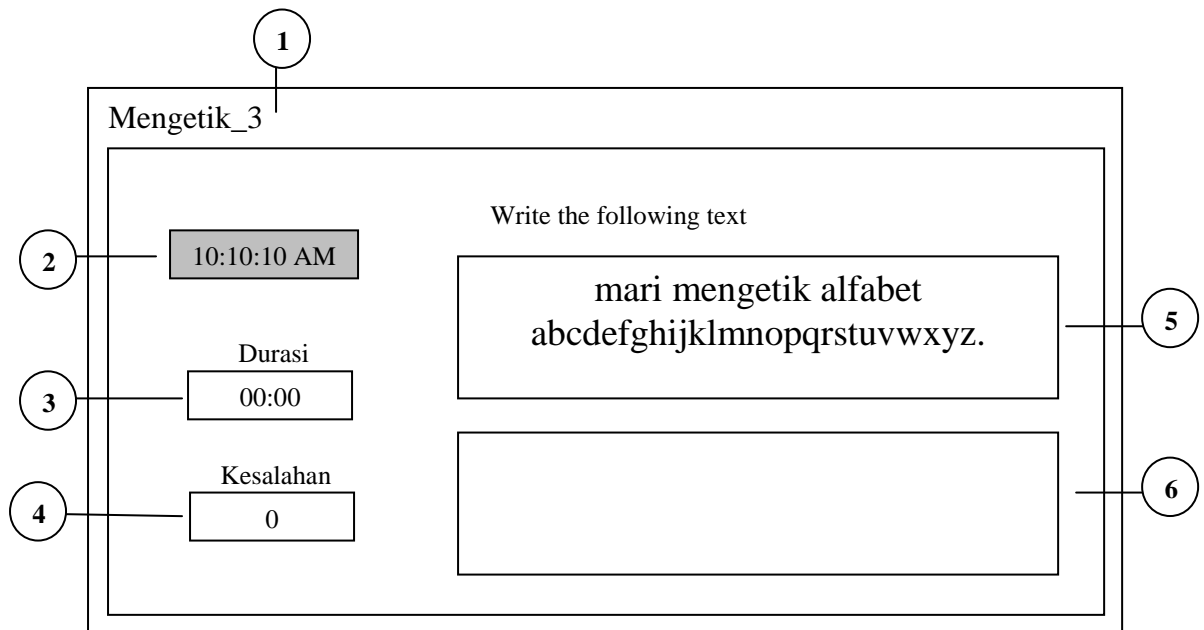 1
Mengetik_3
Write the following text
2
10:10:10 AM
mari mengetik alfabet
abcdefghijklmnopqrstuvwxyz.
5
Durasi
3
00:00
Kesalahan
6
4
0